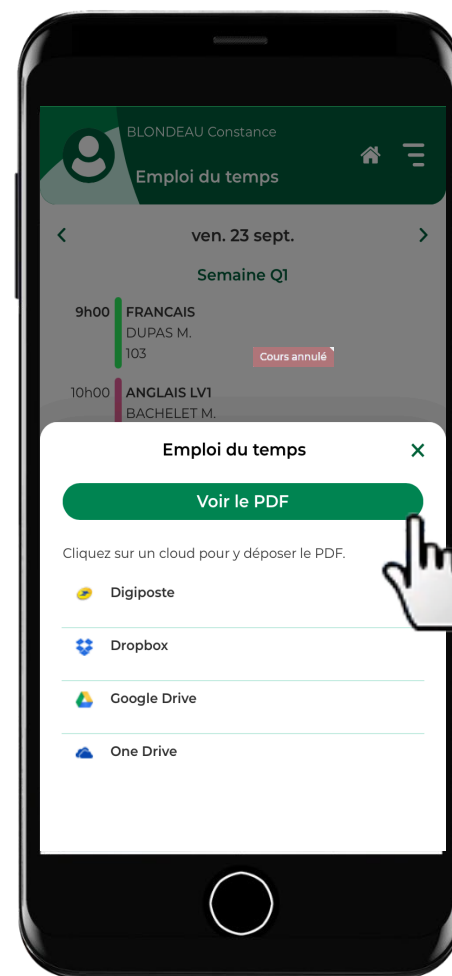 BLONDEAU Constance
Emploi du temps
ven. 23 sept.
Semaine Q1
9h00 FRANCAIS
DUPAS M.
103
Cours annulé
10h00 ANGLAIS LV1
BACHELET M.
Emploi du temps
Voir le PDF
Cliquez sur un cloud pour y déposer le PDF.
Digiposte
Dropbox
Google Drive
One Drive